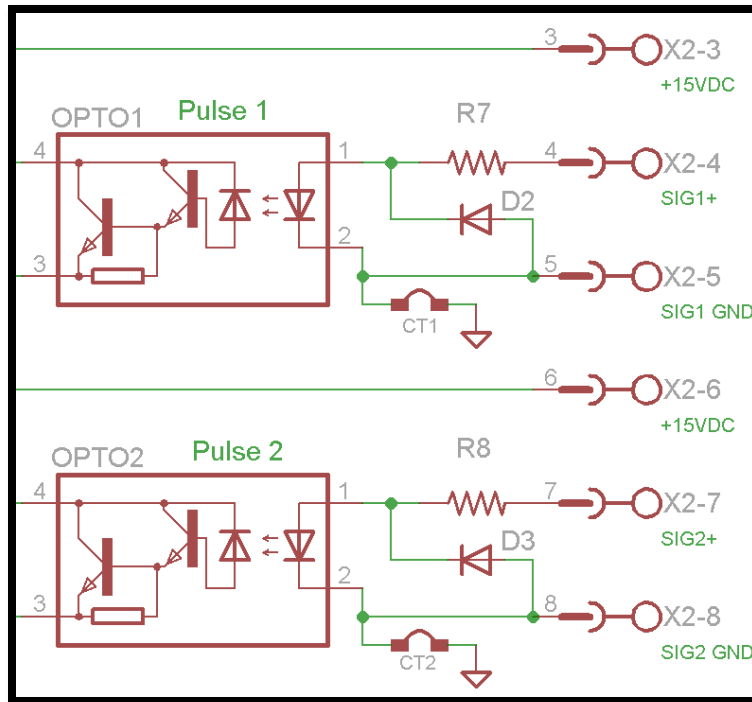 3 X2-3
+15VDC
OPTO1 Pulse 1 R7
4 1 4 X2-4
SIG1+
D2
3 2 5 X2-5
SIG1 GND
CT1
6 X2-6
+15VDC
OPTO2 Pulse 2 R8
4 1 7 X2-7
SIG2+
D3
3 2 8 X2-8
SIG2 GND
CT2